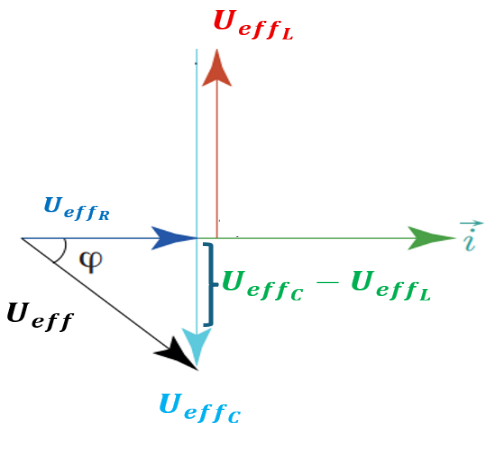 U_eff_L
U_eff_R
i⃗
φ
U_eff_C − U_eff_L
U_eff
U_eff_C